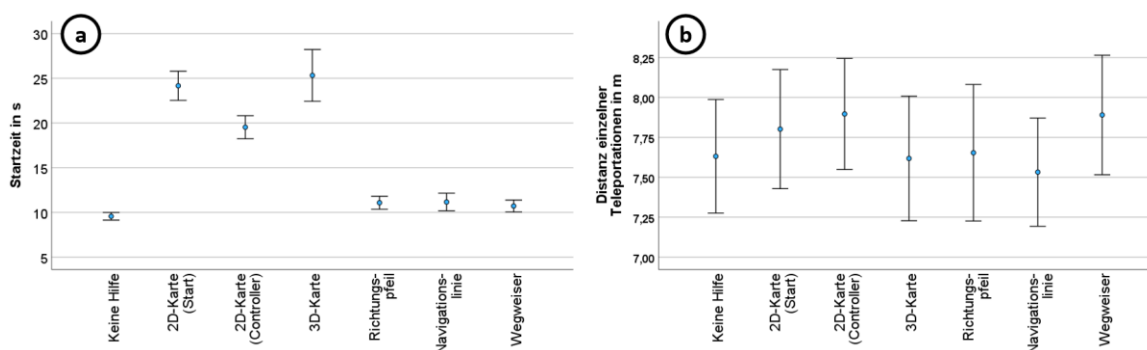 a
Startzeit in s
30
25
20
15
10
5
Keine Hilfe
2D-Karte
(Start)
2D-Karte
(Controller)
3D-Karte
Richtungs-
pfeil
Navigations-
linie
Wegweiser
b
Distanz einzelner
Teleportationen in m
8,25
8,00
7,75
7,50
7,25
7,00
Keine Hilfe
2D-Karte
(Start)
2D-Karte
(Controller)
3D-Karte
Richtungs-
pfeil
Navigations-
linie
Wegweiser